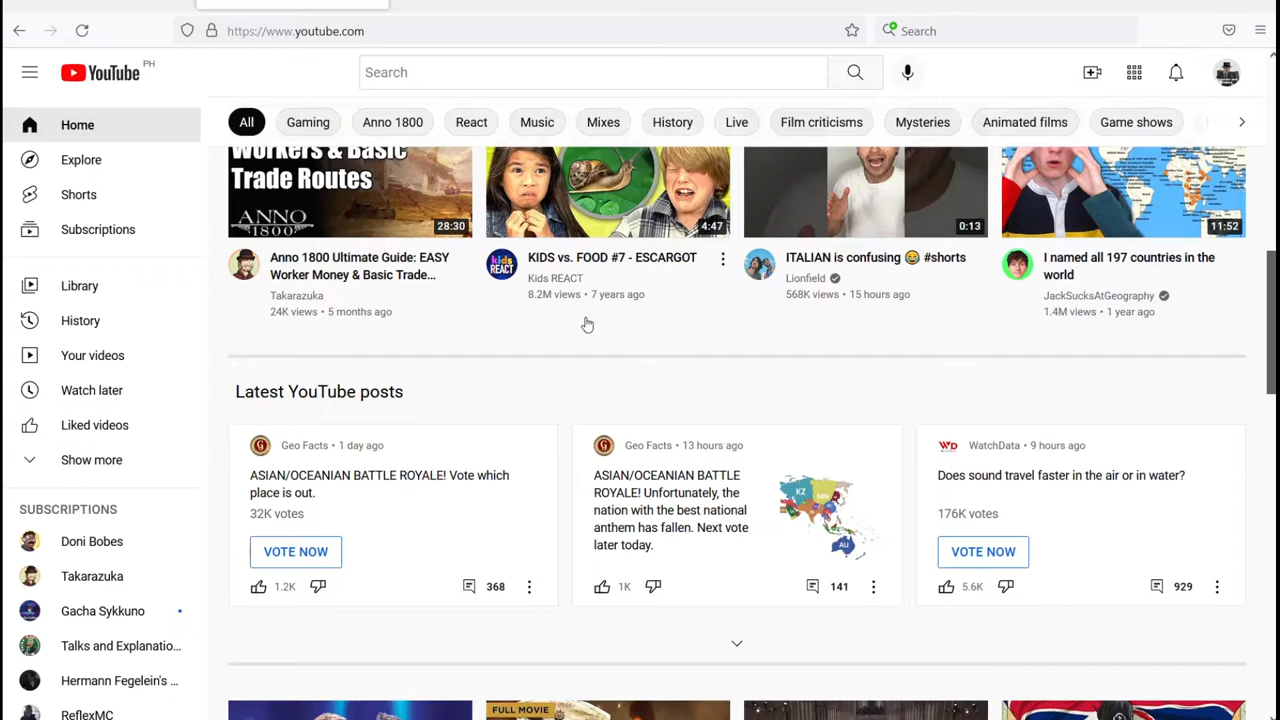 https://www.youtube.com
Search
YouTube PH
Search
All
Gaming
Anno 1800
React
Music
Mixes
History
Live
Film criticisms
Mysteries
Animated films
Game shows
Home
Explore
Shorts
Subscriptions
Library
History
Your videos
Watch later
Liked videos
Show more
SUBSCRIPTIONS
Doni Bobes
Takarazuka
Gacha Sykkuno
Talks and Explanatio...
Hermann Fegelein's ...
ReflexMC
Workers & Basic
Trade Routes
ANNO
1800
28:30
Anno 1800 Ultimate Guide: EASY
Worker Money & Basic Trade...
Takarazuka
24K views • 5 months ago
4:47
kids
REACT
KIDS vs. FOOD #7 - ESCARGOT
Kids REACT
8.2M views • 7 years ago
0:13
ITALIAN is confusing 😂 #shorts
Lionfield
568K views • 15 hours ago
11:52
I named all 197 countries in the
world
JackSucksAtGeography
1.4M views • 1 year ago
Latest YouTube posts
G
Geo Facts • 1 day ago
ASIAN/OCEANIAN BATTLE ROYALE! Vote which
place is out.
32K votes
VOTE NOW
1.2K
368
G
Geo Facts • 13 hours ago
ASIAN/OCEANIAN BATTLE
ROYALE! Unfortunately, the
nation with the best national
anthem has fallen. Next vote
later today.
KZ
MN
AU
1K
141
WD
WatchData • 9 hours ago
Does sound travel faster in the air or in water?
176K votes
VOTE NOW
5.6K
929
FULL MOVIE